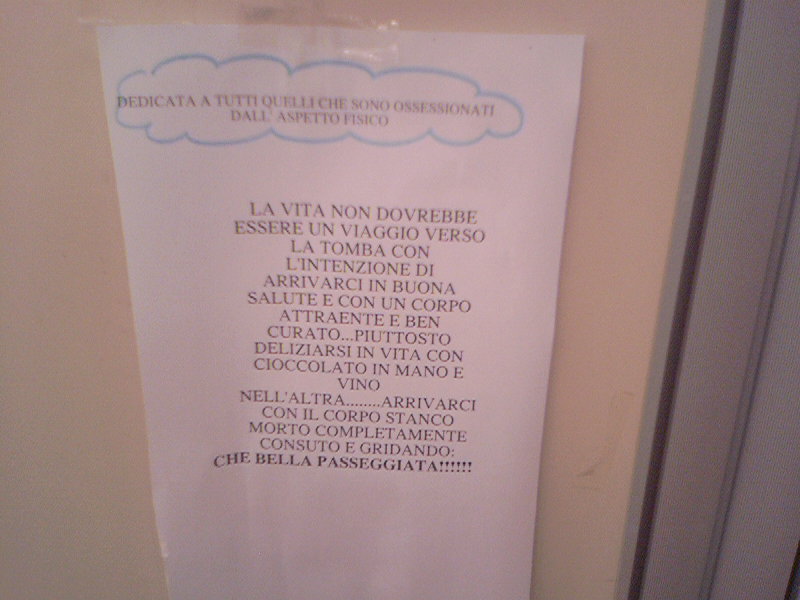 DEDICATA A TUTTI QUELLI CHE SONO OSSESSIONATI
DALL' ASPETTO FISICO
LA VITA NON DOVREBBE
ESSERE UN VIAGGIO VERSO
LA TOMBA CON
L'INTENZIONE DI
ARRIVARCI IN BUONA
SALUTE E CON UN CORPO
ATTRAENTE E BEN
CURATO...PIUTTOSTO
DELIZIARSI IN VITA CON
CIOCCOLATO IN MANO E
VINO
NELL'ALTRA........ARRIVARCI
CON IL CORPO STANCO
MORTO COMPLETAMENTE
CONSUTO E GRIDANDO:
CHE BELLA PASSEGGIATA!!!!!!